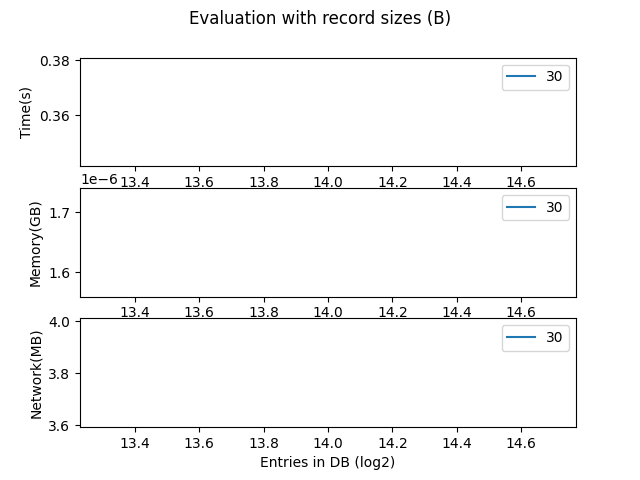 Evaluation with record sizes (B)
0.38
30
0.36
Time(s)
13.4 13.6 13.8 14.0 14.2 14.4 14.6
1e−6
1.7
30
1.6
Memory(GB)
13.4 13.6 13.8 14.0 14.2 14.4 14.6
4.0
30
3.8
3.6
Network(MB)
13.4 13.6 13.8 14.0 14.2 14.4 14.6
Entries in DB (log2)